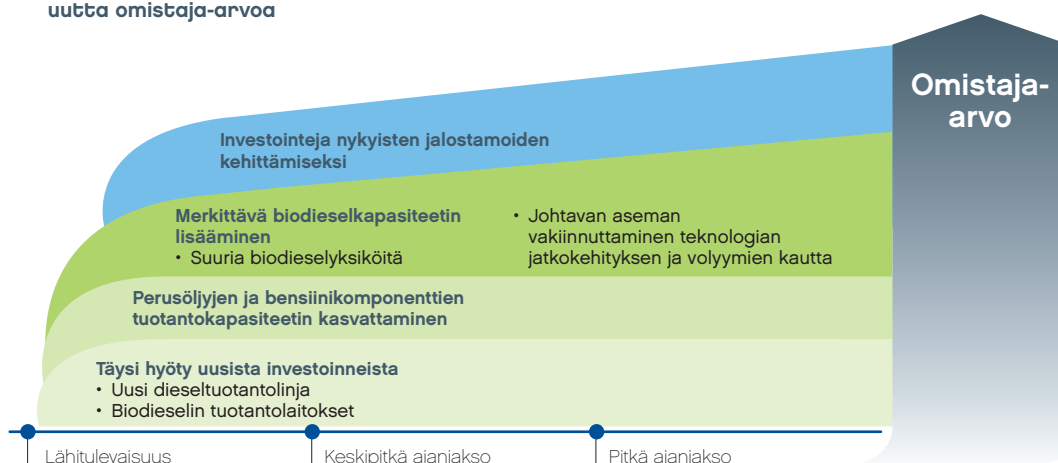 uutta omistaja-arvoa
Omistaja-
arvo
Investointeja nykyisten jalostamoiden
kehittämiseksi
Merkittävä biodieselkapasiteetin
lisääminen
• Suuria biodieselyksiköitä
• Johtavan aseman
vakiinnuttaminen teknologian
jatkokehityksen ja volyymien kautta
Perusöljyjen ja bensiinikomponenttien
tuotantokapasiteetin kasvattaminen
Täysi hyöty uusista investoinneista
• Uusi dieseltuotantolinja
• Biodieselin tuotantolaitokset
Lähitulevaisuus
Keskipitkä ajanjakso
Pitkä ajanjakso